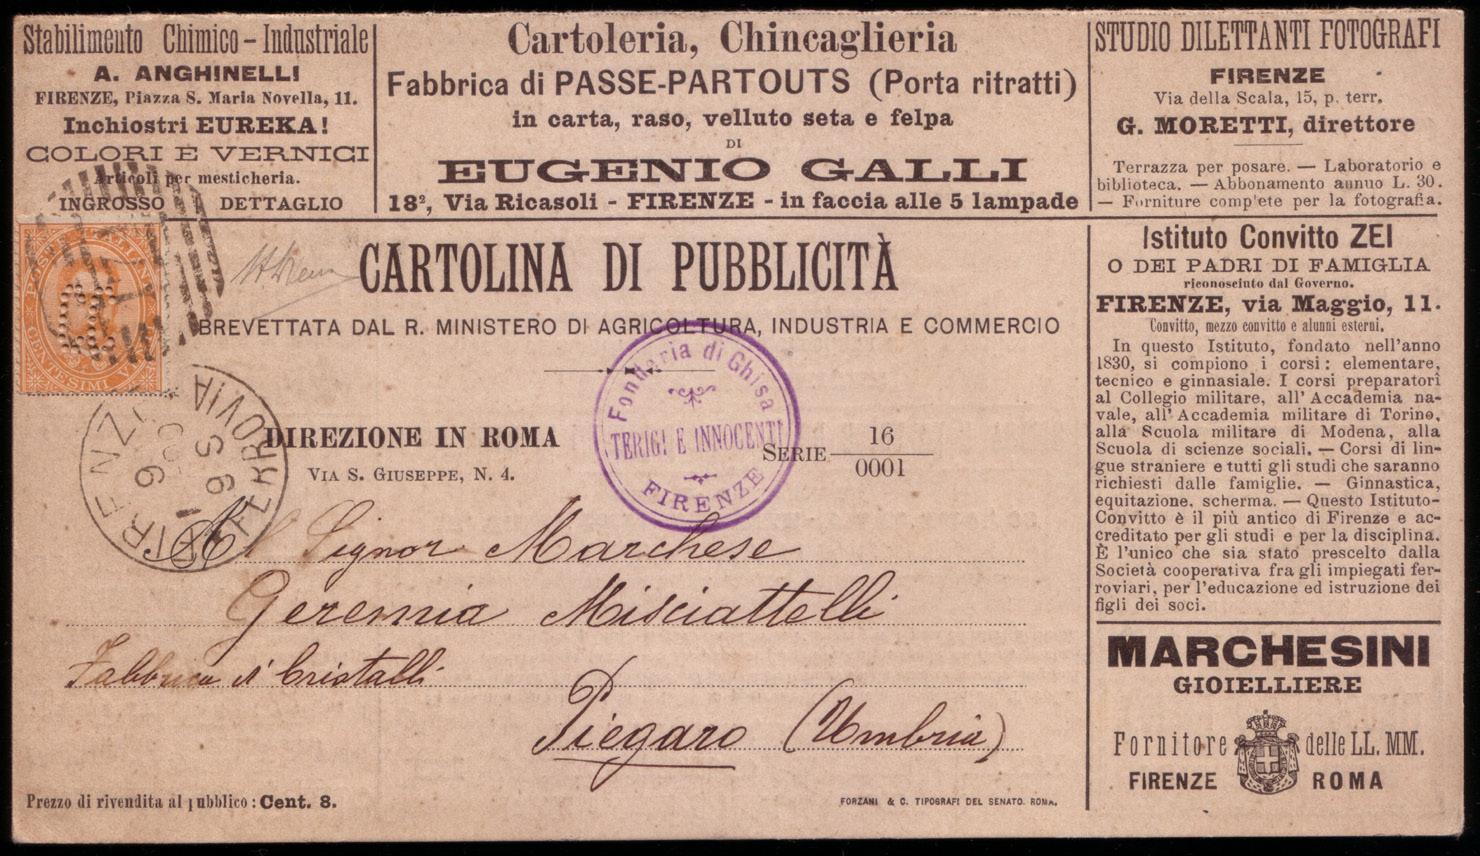 Stabilimento Chimico - Industriale
A. ANGHINELLI
FIRENZE, Piazza S. Maria Novella, 11.
Inchiostri EUREKA!
COLORI E VERNICI
Articoli per mesticheria.
INGROSSO DETTAGLIO
Cartoleria, Chincaglieria
Fabbrica di PASSE-PARTOUTS (Porta ritratti)
in carta, raso, velluto seta e felpa
DI
EUGENIO GALLI
18², Via Ricasoli - FIRENZE - in faccia alle 5 lampade
STUDIO DILETTANTI FOTOGRAFI
FIRENZE
Via della Scala, 15, p. terr.
G. MORETTI, direttore
Terrazza per posare. — Laboratorio e
biblioteca. — Abbonamento annuo L. 30.
— Forniture complete per la fotografia.
CENTESIMI
CARTOLINA DI PUBBLICITÀ
BREVETTATA DAL R. MINISTERO DI AGRICOLTURA, INDUSTRIA E COMMERCIO
Fonderia di Ghisa
TERIGI E INNOCENTI
FIRENZE
FIRENZE
FERROVIA
DIREZIONE IN ROMA
VIA S. GIUSEPPE, N. 4.
SERIE 16
0001
Al Signor Marchese
Geremia Misciattelli
Fabbrica di Cristalli
Piegaro (Umbria)
Prezzo di rivendita al pubblico: Cent. 8.
FORZANI & C. TIPOGRAFI DEL SENATO. ROMA.
Istituto Convitto ZEI
O DEI PADRI DI FAMIGLIA
riconosciuto dal Governo.
FIRENZE, via Maggio, 11.
Convitto, mezzo convitto e alunni esterni.
In questo Istituto, fondato nell'anno
1830, si compiono i corsi: elementare,
tecnico e ginnasiale. I corsi preparatori
al Collegio militare, all'Accademia na-
vale, all'Accademia militare di Torino,
alla Scuola militare di Modena, alla
Scuola di scienze sociali. — Corsi di lin-
gue straniere e tutti gli studi che saranno
richiesti dalle famiglie. — Ginnastica,
equitazione, scherma. — Questo Istituto-
Convitto è il più antico di Firenze e ac-
creditato per gli studi e per la disciplina.
È l'unico che sia stato prescelto dalla
Società cooperativa fra gli impiegati fer-
roviari, per l'educazione ed istruzione dei
figli dei soci.
MARCHESINI
GIOIELLIERE
Fornitore delle LL. MM.
FIRENZE ROMA